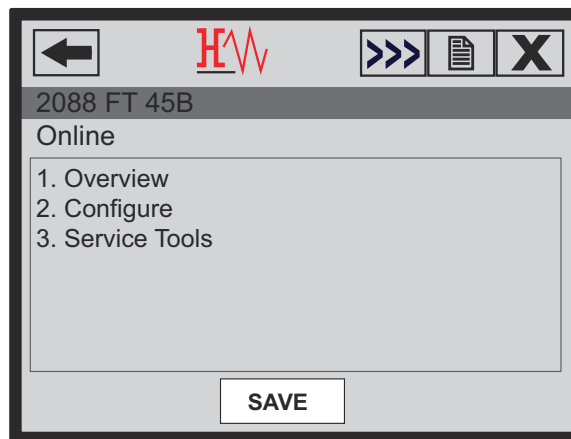 H
>>>
X
2088 FT 45B
Online
1. Overview
2. Configure
3. Service Tools
SAVE